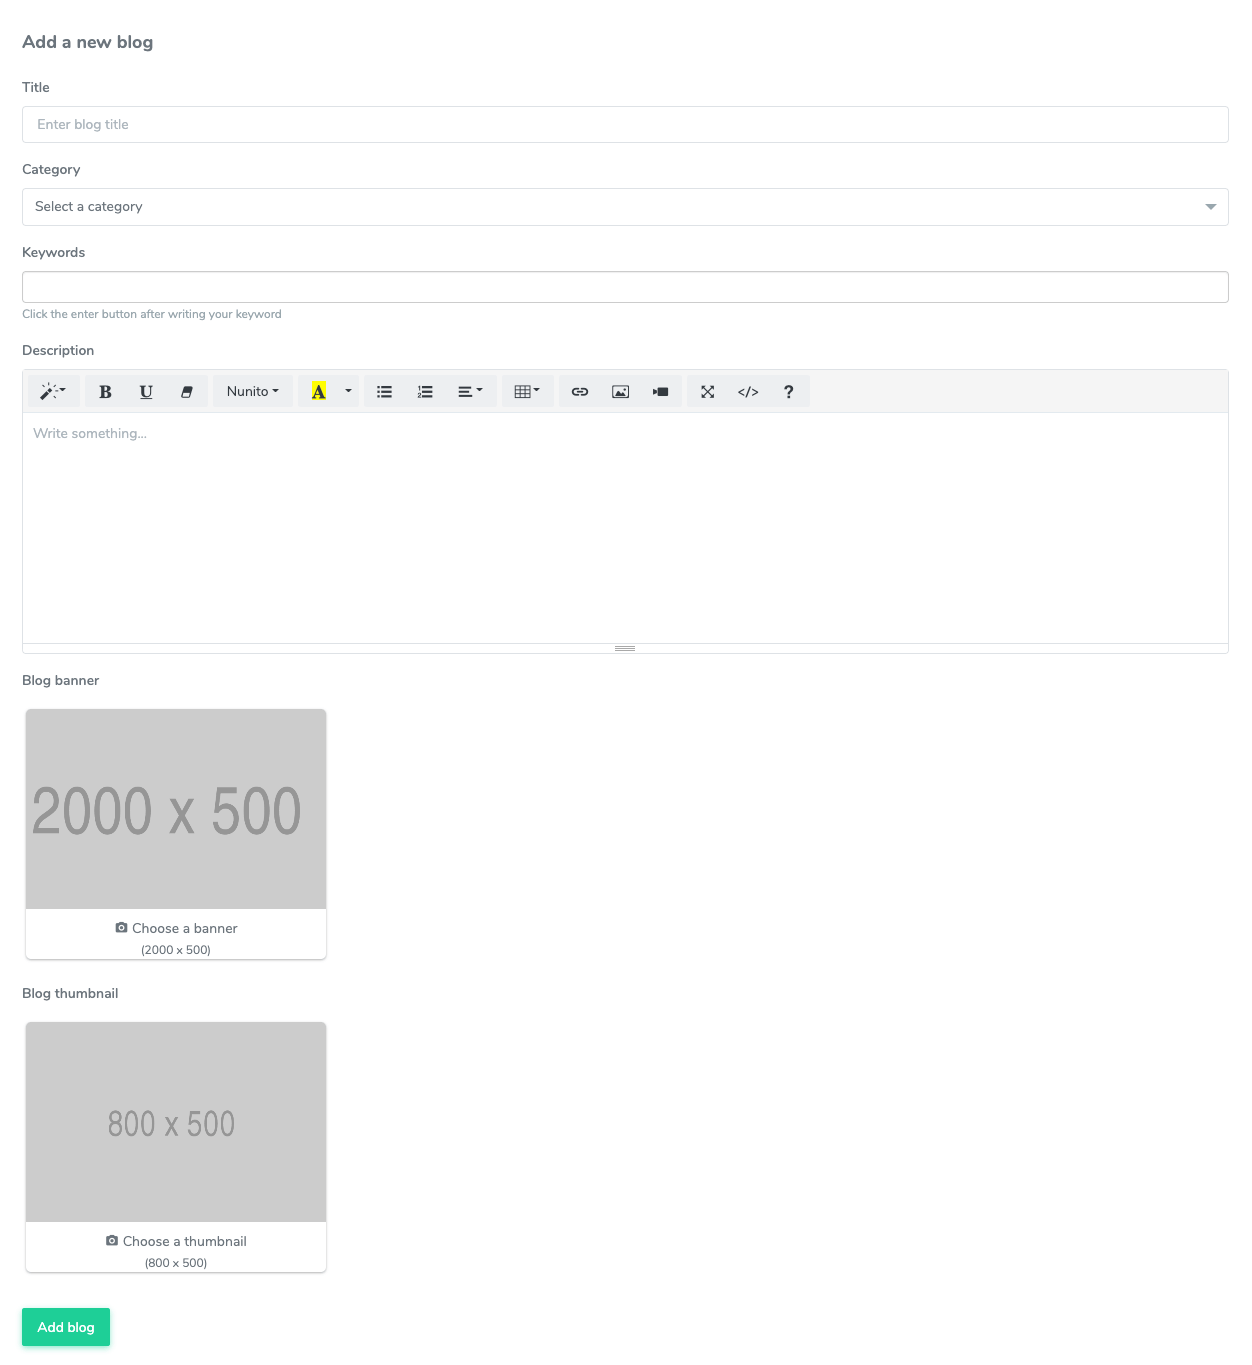 Add a new blog
Title
Enter blog title
Category
Select a category
Keywords
Click the enter button after writing your keyword
Description
B U Nunito A </> ?
Write something...
Blog banner
2000 x 500
Choose a banner
(2000 x 500)
Blog thumbnail
800 x 500
Choose a thumbnail
(800 x 500)
Add blog